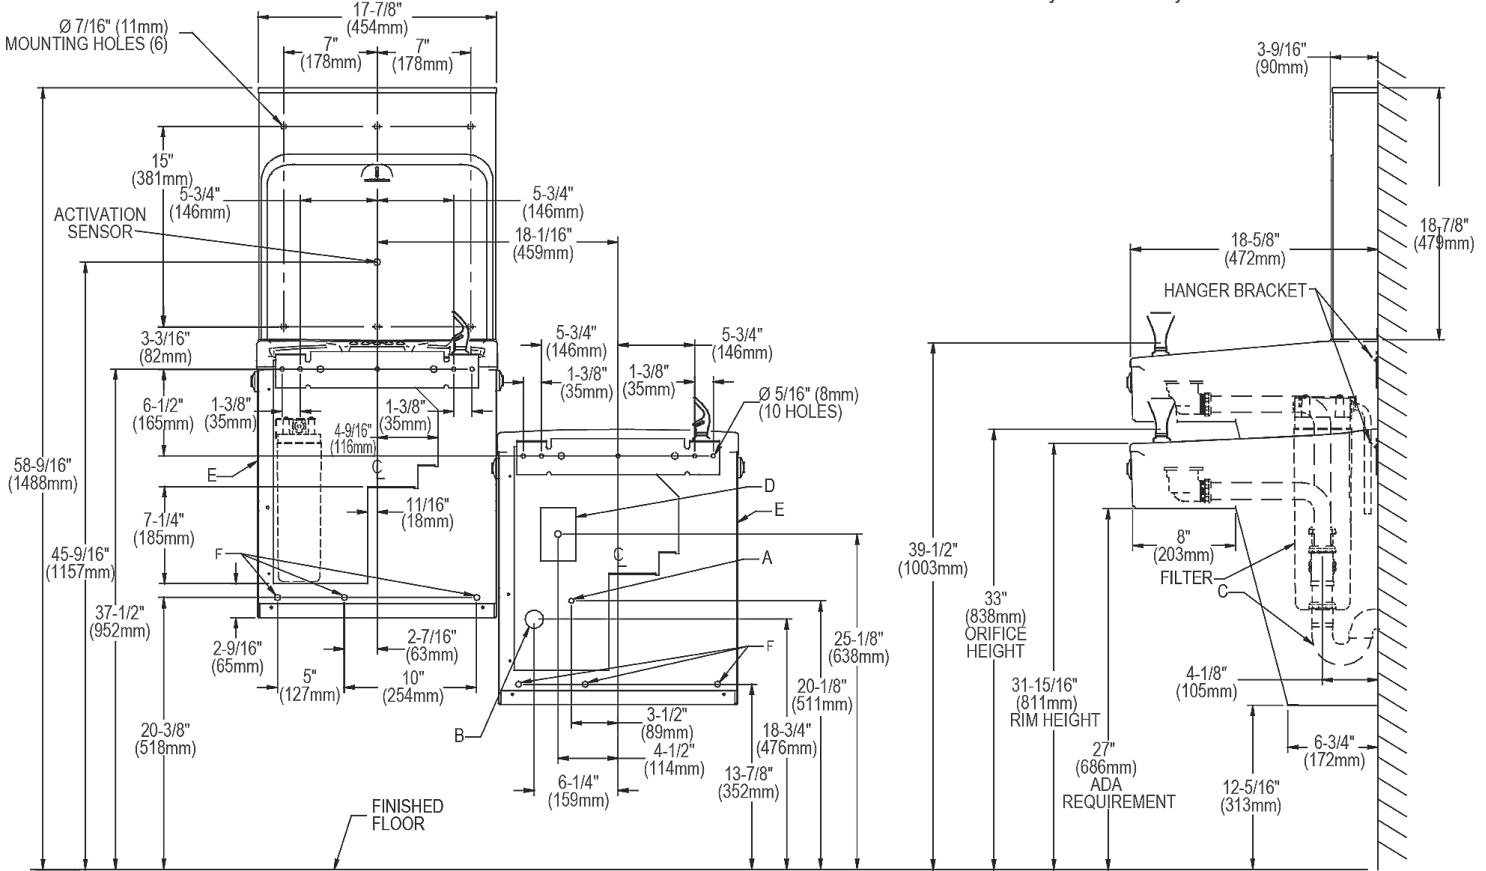 17-7/8"
(454mm)
Ø 7/16" (11mm)
MOUNTING HOLES (6)
7"
(178mm)
7"
(178mm)
3-9/16"
(90mm)
15"
(381mm)
5-3/4"
(146mm)
5-3/4"
(146mm)
ACTIVATION
SENSOR
18-1/16"
(459mm)
18-5/8"
(472mm)
18-7/8"
(479mm)
HANGER BRACKET
3-3/16"
(82mm)
5-3/4"
(146mm)
5-3/4"
(146mm)
1-3/8"
(35mm)
1-3/8"
(35mm)
Ø 5/16" (8mm)
(10 HOLES)
6-1/2"
(165mm)
1-3/8"
(35mm)
1-3/8"
(35mm)
4-9/16"
(116mm)
58-9/16"
(1488mm)
E
C
D
E
11/16"
(18mm)
7-1/4"
(185mm)
F
45-9/16"
(1157mm)
C
A
39-1/2"
(1003mm)
8"
(203mm)
FILTER
C
37-1/2"
(952mm)
33"
(838mm)
ORIFICE
HEIGHT
2-9/16"
(65mm)
2-7/16"
(63mm)
F
25-1/8"
(638mm)
5"
(127mm)
10"
(254mm)
20-1/8"
(511mm)
4-1/8"
(105mm)
31-15/16"
(811mm)
RIM HEIGHT
20-3/8"
(518mm)
B
3-1/2"
(89mm)
18-3/4"
(476mm)
4-1/2"
(114mm)
6-3/4"
(172mm)
27"
(686mm)
ADA
REQUIREMENT
13-7/8"
(352mm)
6-1/4"
(159mm)
12-5/16"
(313mm)
FINISHED
FLOOR